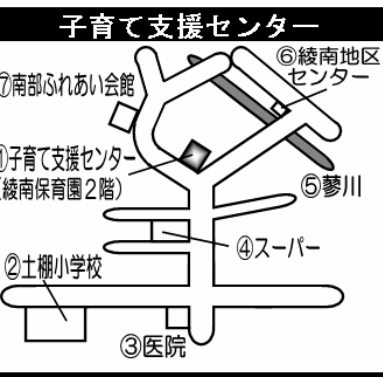 子育て支援センター
⑥綾南地区
センター
⑦南部ふれあい会館
①子育て支援センター
(綾南保育園2階)
⑤蓼川
④スーパー
②土棚小学校
③医院